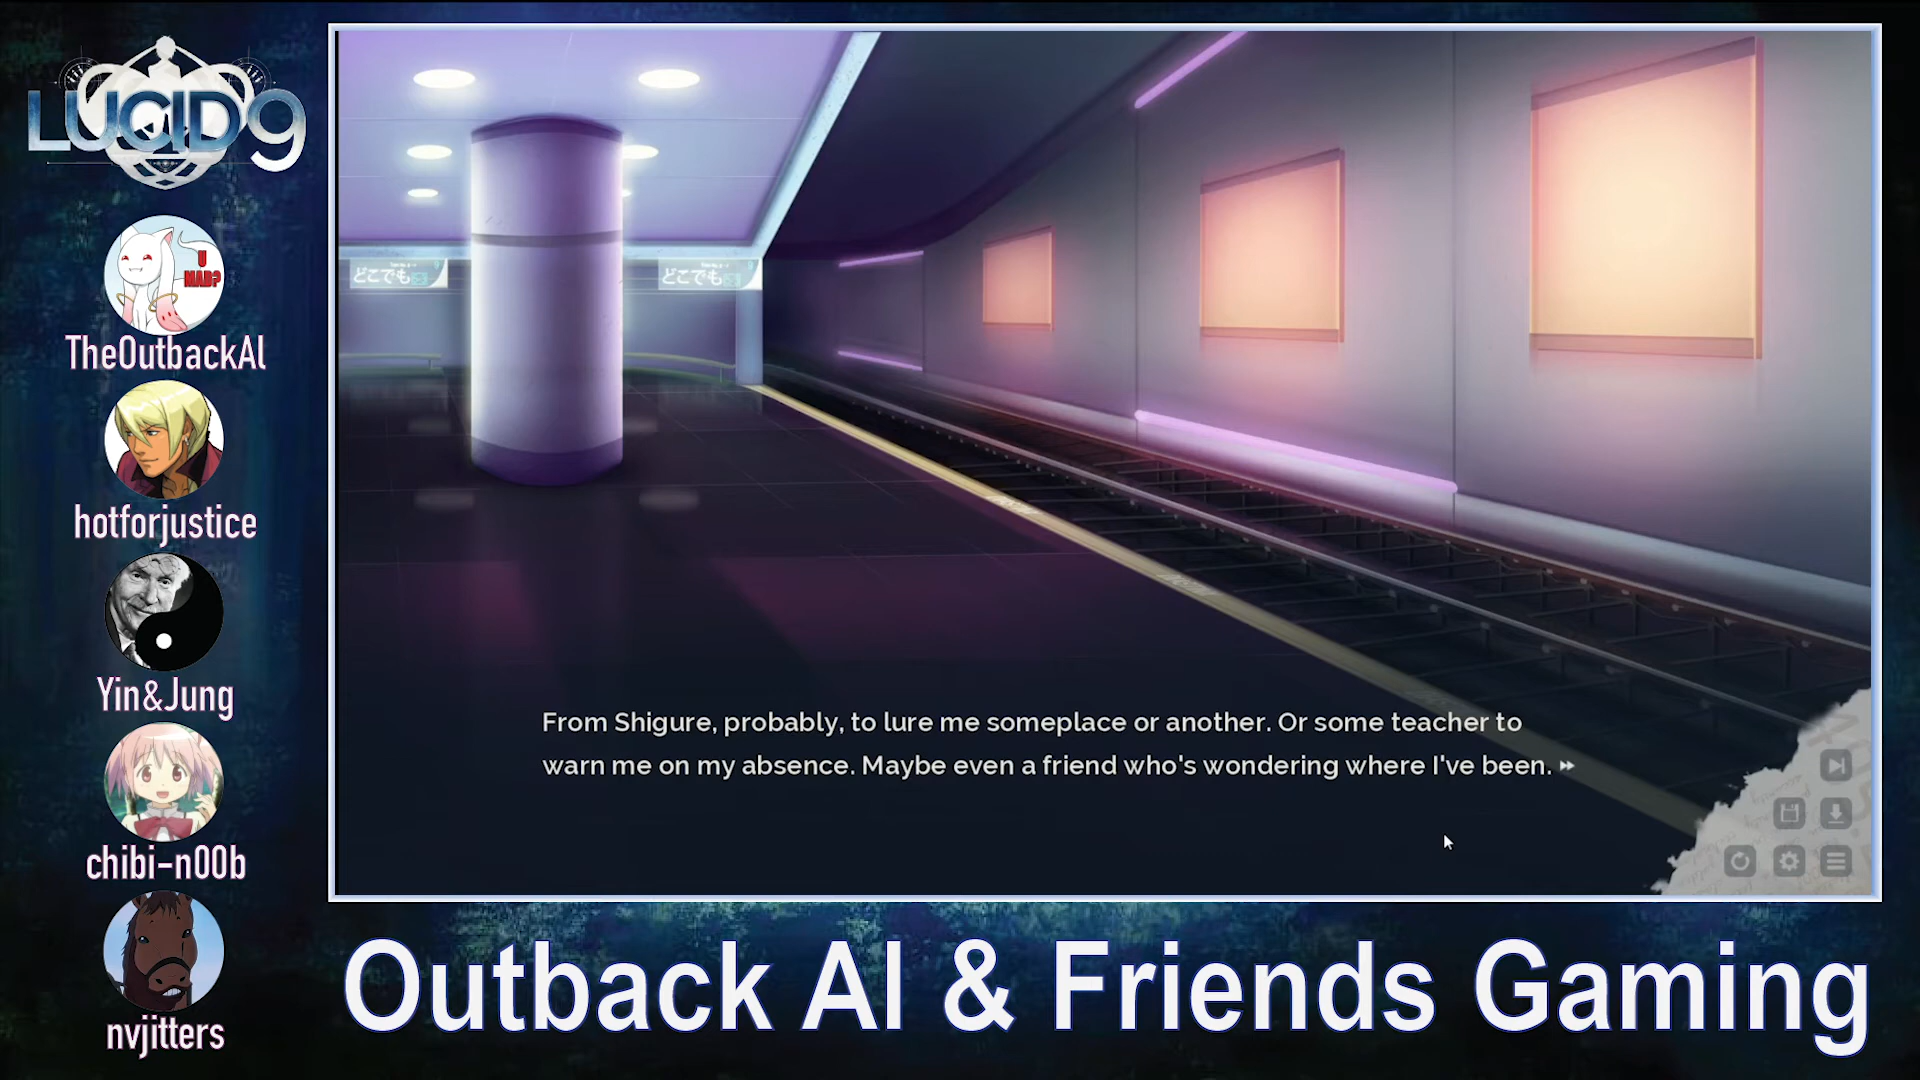 LUCID9
U
MAD?
TheOutbackAl
hotforjustice
Yin&Jung
chibi-n00b
nvjitters
どこでも
どこでも
From Shigure, probably, to lure me someplace or another. Or some teacher to
warn me on my absence. Maybe even a friend who's wondering where I've been.
Outback Al & Friends Gaming